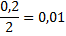 0,2/2 = 0,01